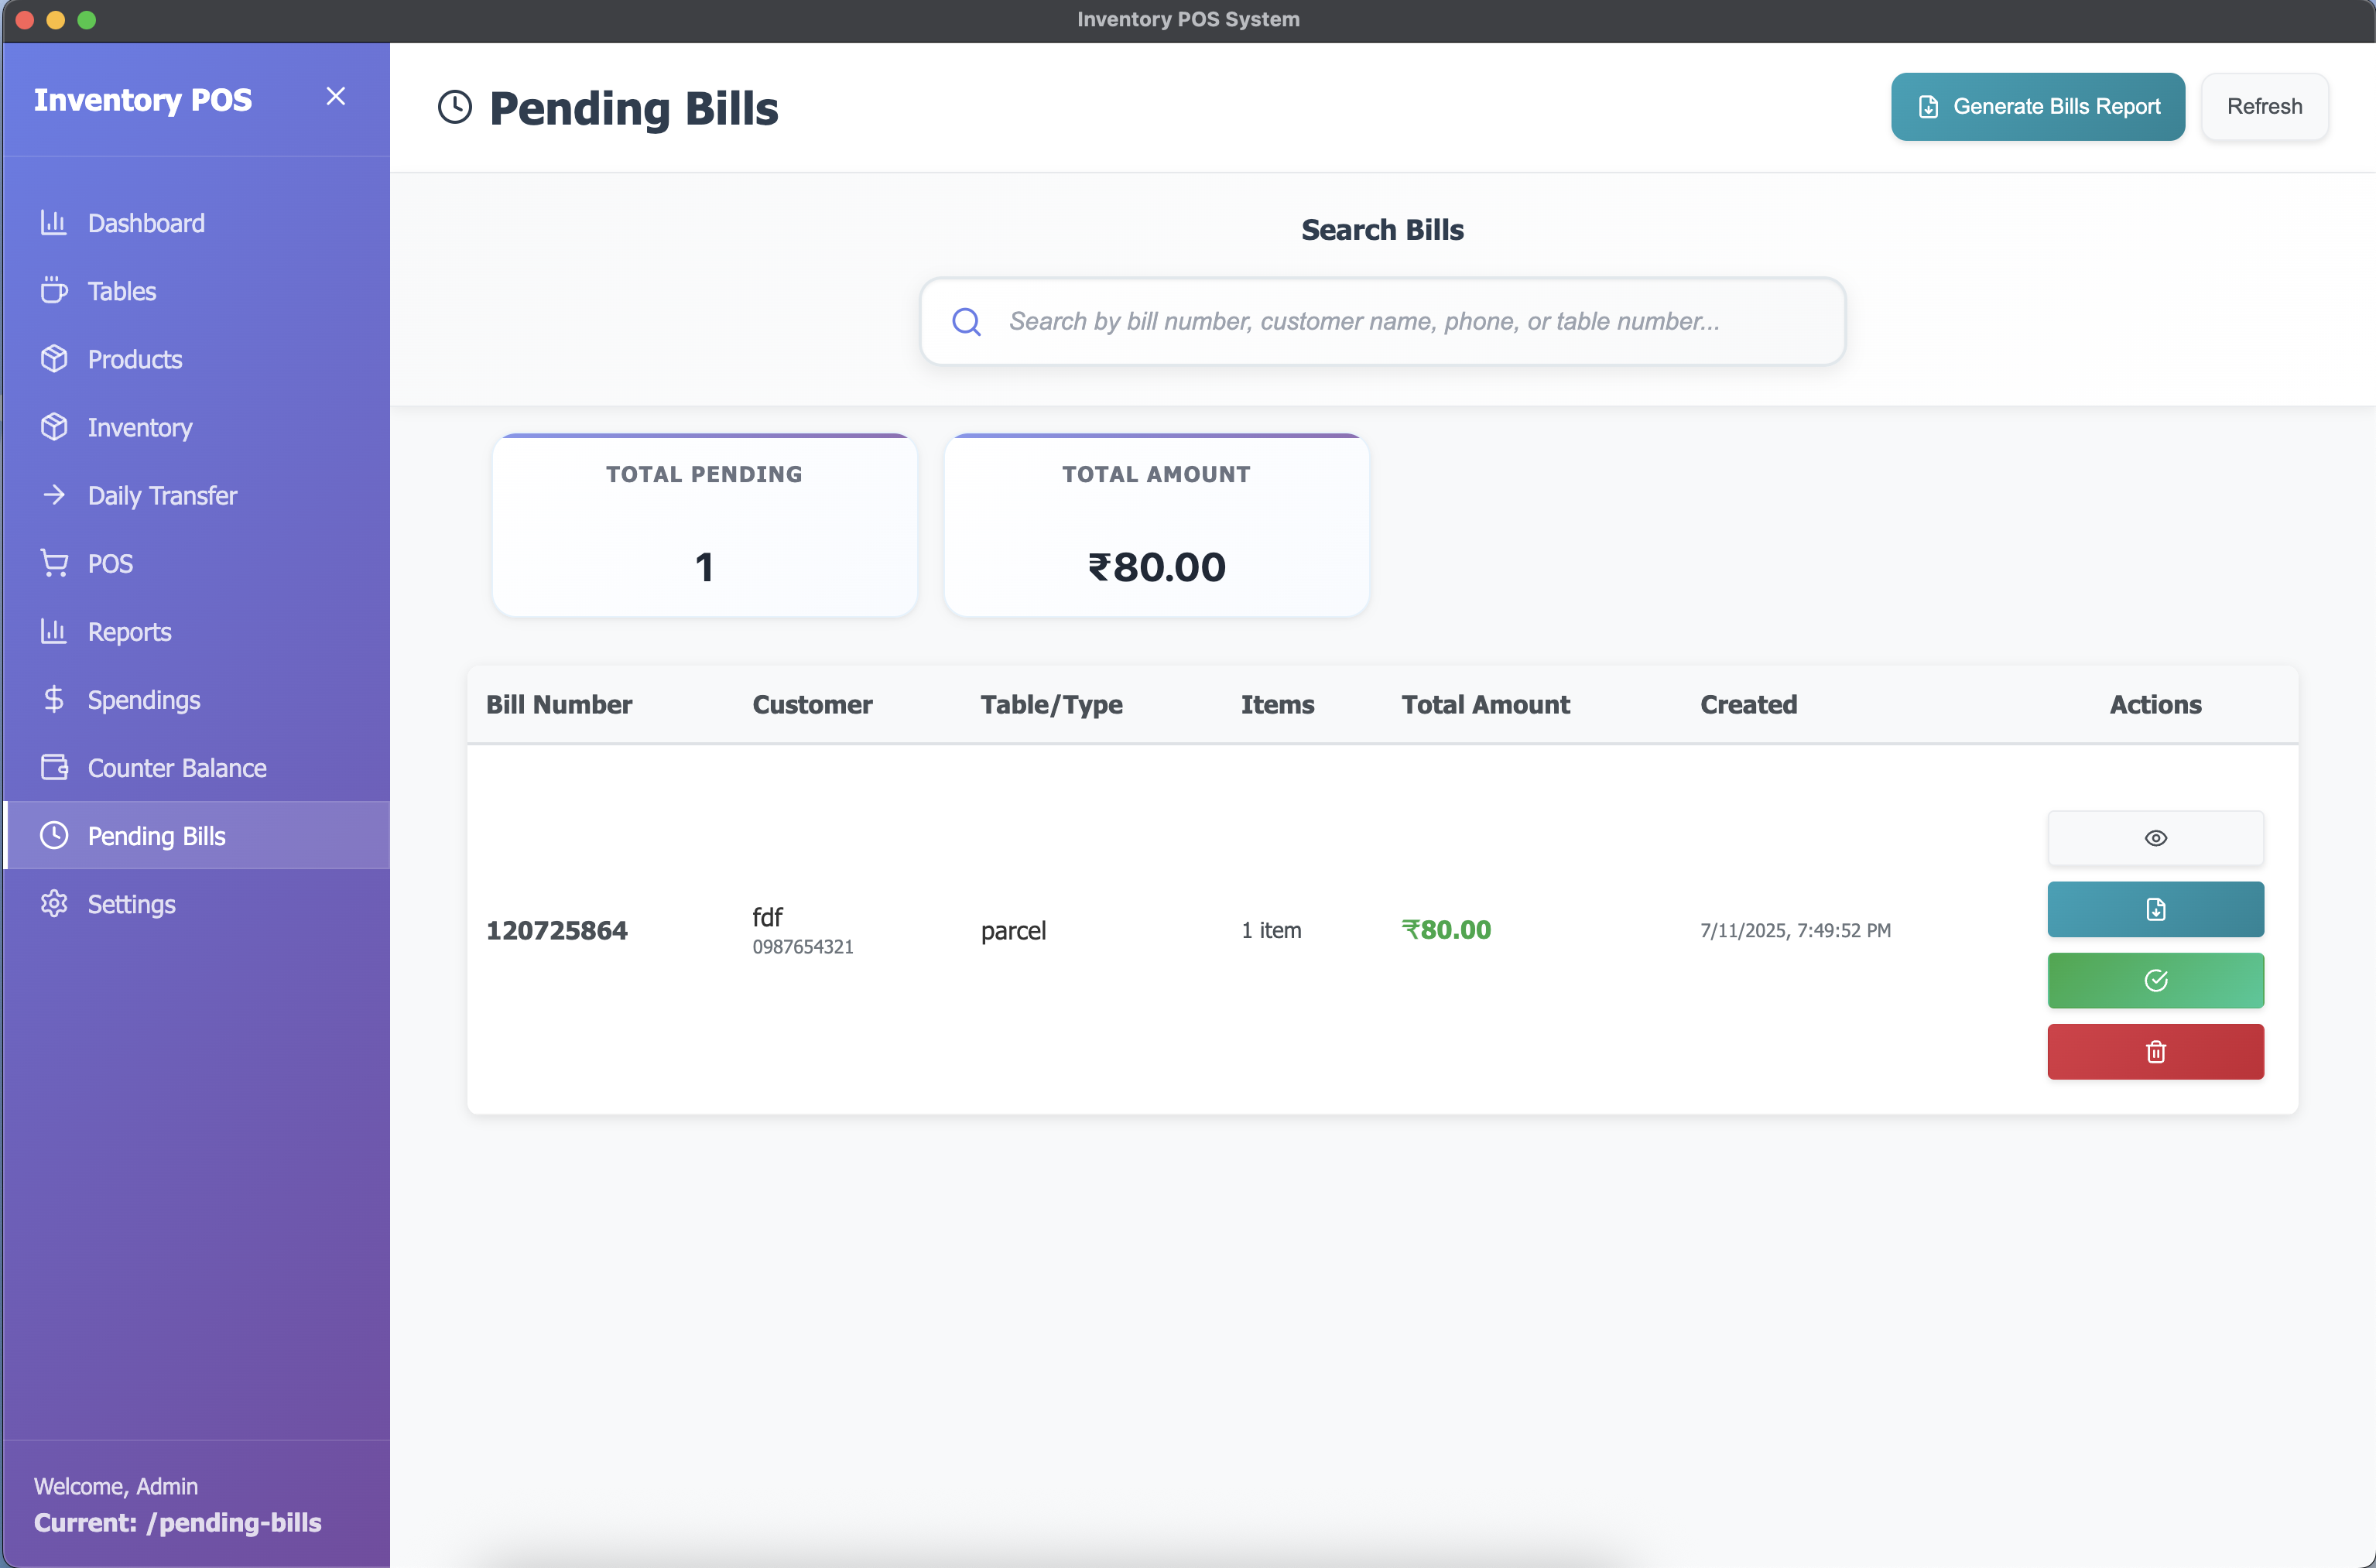 Inventory POS System
Inventory POS
Dashboard
Tables
Products
Inventory
Daily Transfer
POS
Reports
Spendings
Counter Balance
Pending Bills
Settings
Welcome, Admin
Current: /pending-bills
Pending Bills
Generate Bills Report
Refresh
Search Bills
Search by bill number, customer name, phone, or table number...
TOTAL PENDING
1
TOTAL AMOUNT
₹80.00
Bill Number Customer Table/Type Items Total Amount Created Actions
120725864 fdf parcel 1 item ₹80.00 7/11/2025, 7:49:52 PM
0987654321